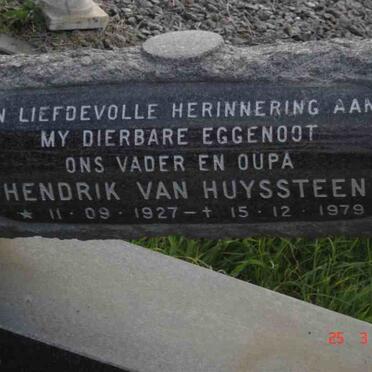 N LIEFDEVOLLE HERINNERING AAN
MY DIERBARE EGGENOOT
ONS VADER EN OUPA
HENDRIK VAN HUYSSTEEN
* 11-09-1927-† 15-12-1979
25 3